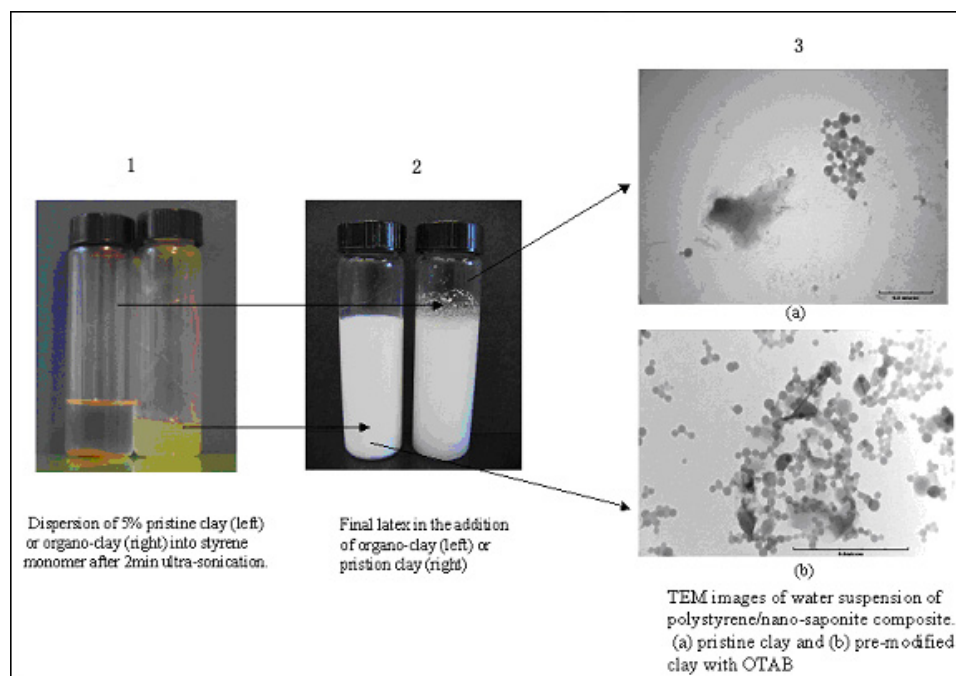 3
1
2
(a)
(b)
Dispersion of 5% pristine clay (left)
or organo-clay (right) into styrene
monomer after 2min ultra-sonication.
Final latex in the addition
of organo-clay (left) or
pristion clay (right)
TEM images of water suspension of
polystyrene/nano-saponite composite.
(a) pristine clay and (b) pre-modified
clay with OTAB